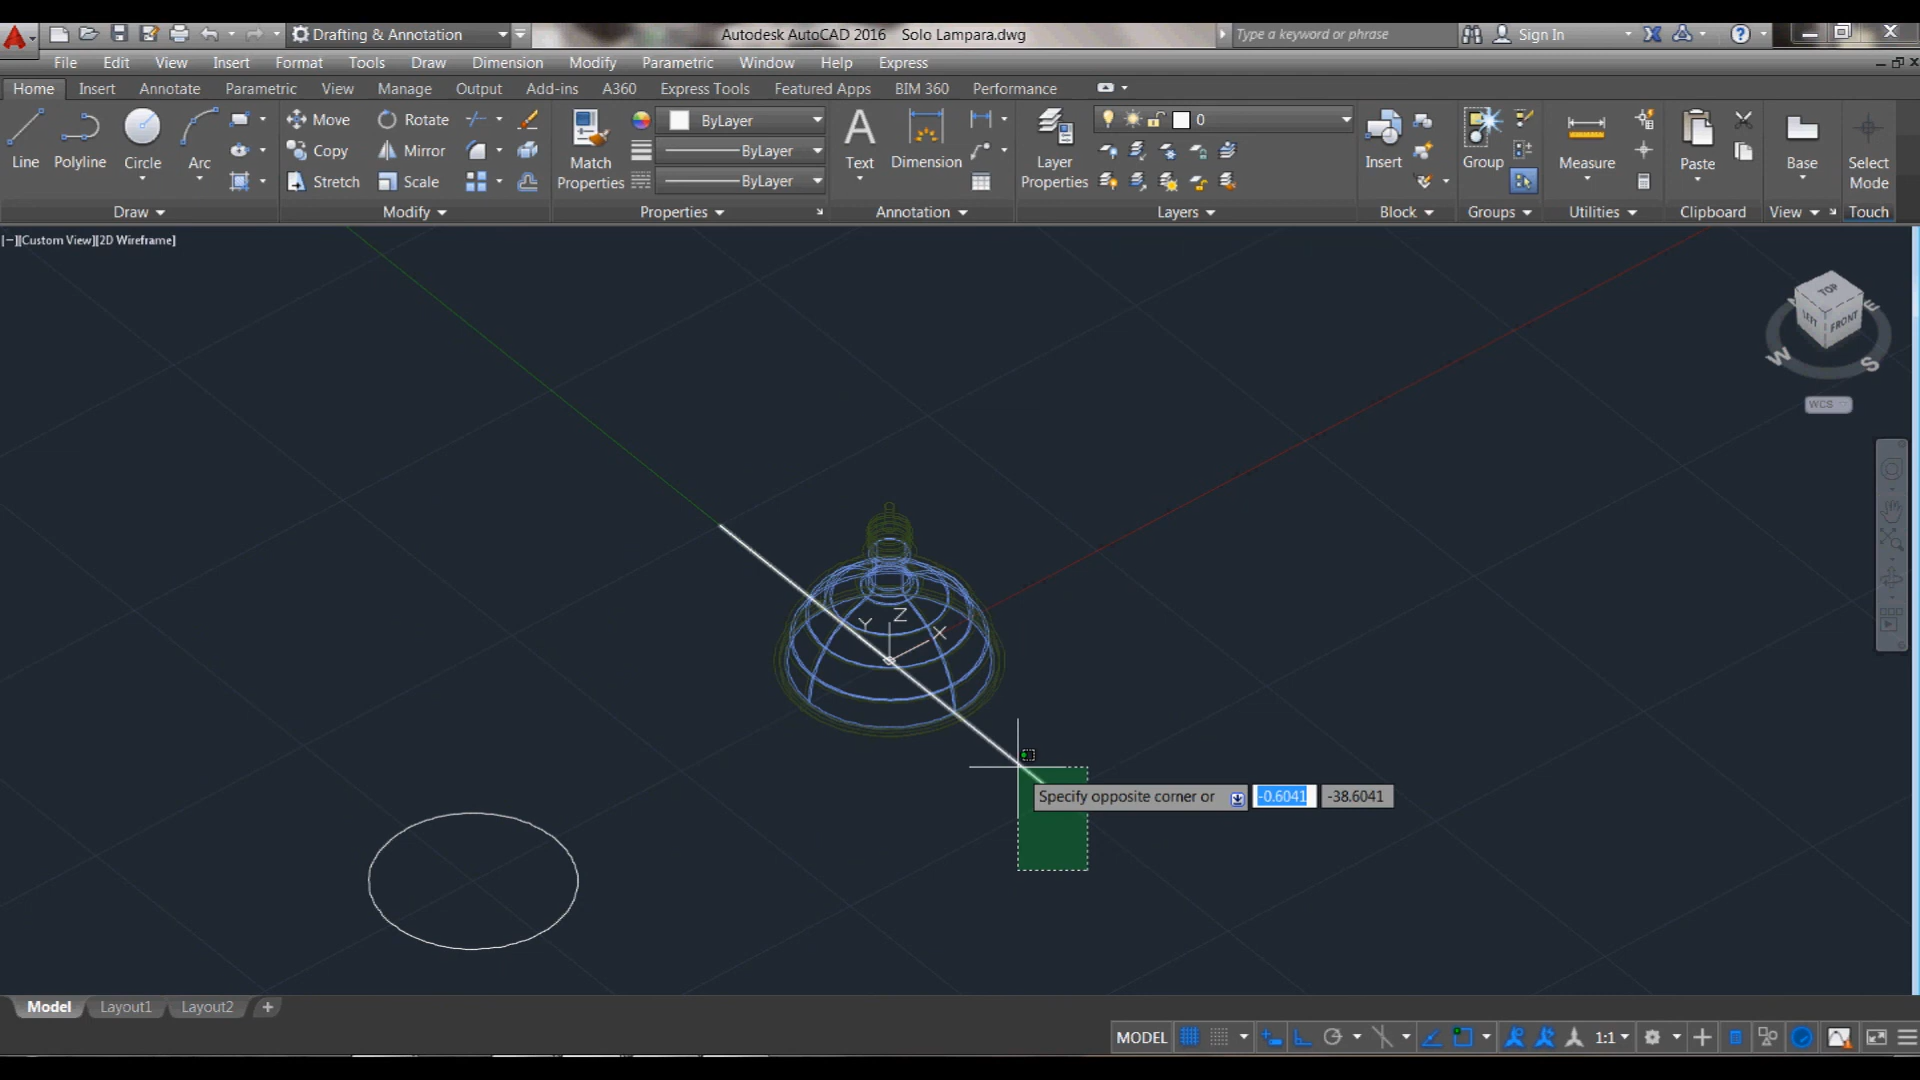 Drafting & Annotation
Autodesk AutoCAD 2016 Solo Lampara.dwg
Type a keyword or phrase
Sign In
File Edit View Insert Format Tools Draw Dimension Modify Parametric Window Help Express
Home Insert Annotate Parametric View Manage Output Add-ins A360 Express Tools Featured Apps BIM 360 Performance
Line Polyline Circle Arc
Move Rotate
Copy Mirror
Stretch Scale
Match Properties
ByLayer
ByLayer
ByLayer
Text Dimension
Layer Properties
0
Insert
Group
Measure
Paste
Base
Select Mode
Draw Modify Properties Annotation Layers Block Groups Utilities Clipboard View Touch
[−][Custom View][2D Wireframe]
TOP
LEFT FRONT
E
W S
WCS
Z
Y X
Specify opposite corner or -0.6041 -38.6041
Model Layout1 Layout2 +
MODEL 1:1